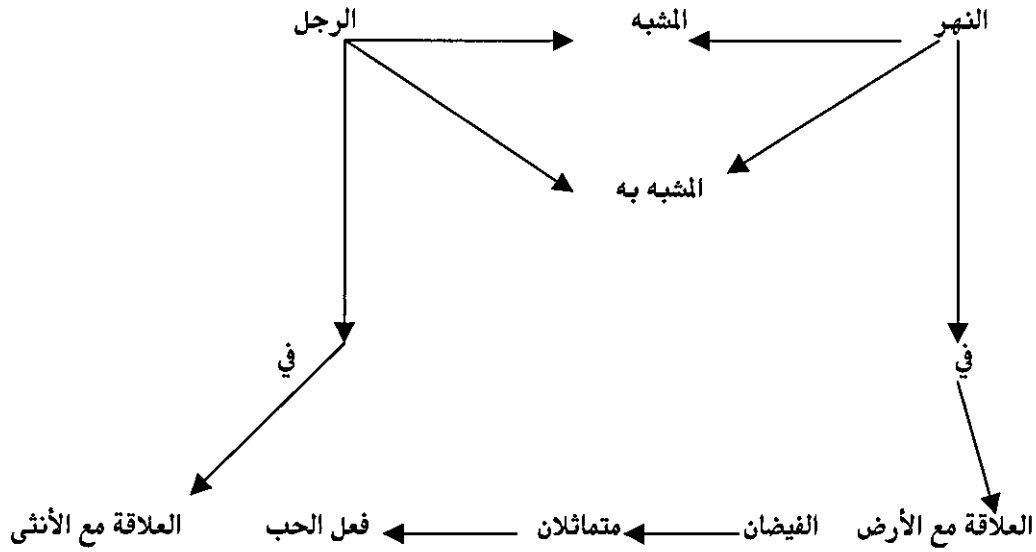 النهر المشبه الرجل
المشبه به
في في
العلاقة مع الأرض الفيضان متماثلان فعل الحب العلاقة مع الأنثى